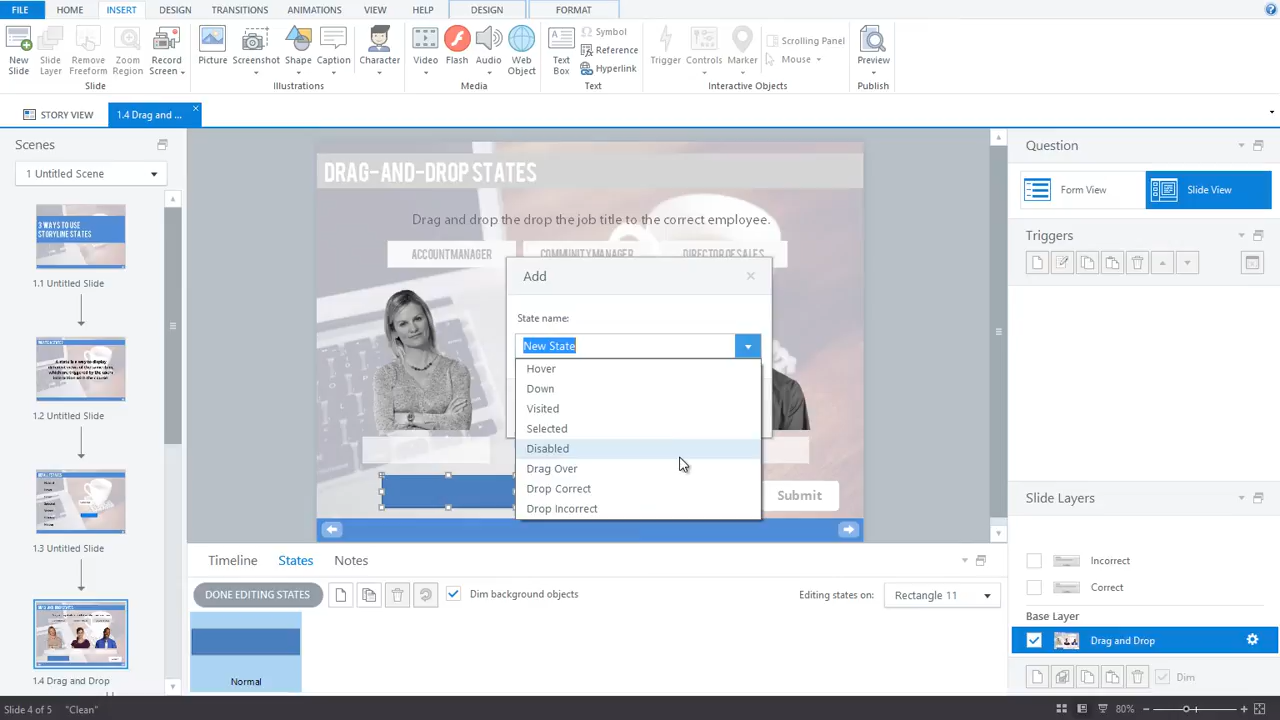 FILE
HOME
INSERT
DESIGN
TRANSITIONS
ANIMATIONS
VIEW
HELP
DESIGN
FORMAT
New
Slide
Slide
Layer
Remove
Freeform
Zoom
Region
Record
Screen
Slide
Picture
Screenshot
Shape
Caption
Character
Illustrations
Video
Flash
Audio
Web
Object
Media
Text
Box
Symbol
Reference
Hyperlink
Text
Trigger
Controls
Marker
Scrolling Panel
Mouse
Interactive Objects
Preview
Publish
STORY VIEW
1.4 Drag and ...
Scenes
1 Untitled Scene
3 WAYS TO USE
STORYLINE STATES
1.1 Untitled Slide
1.2 Untitled Slide
1.3 Untitled Slide
1.4 Drag and Drop
DRAG-AND-DROP STATES
Drag and drop the drop the job title to the correct employee.
ACCOUNT MANAGER
COMMUNITY MANAGER
DIRECTOR OF SALES
Submit
Add
State name:
New State
Hover
Down
Visited
Selected
Disabled
Drag Over
Drop Correct
Drop Incorrect
Timeline
States
Notes
DONE EDITING STATES
Dim background objects
Editing states on:
Rectangle 11
Normal
Question
Form View
Slide View
Triggers
Slide Layers
Incorrect
Correct
Base Layer
Drag and Drop
Dim
Slide 4 of 5
"Clean"
80%